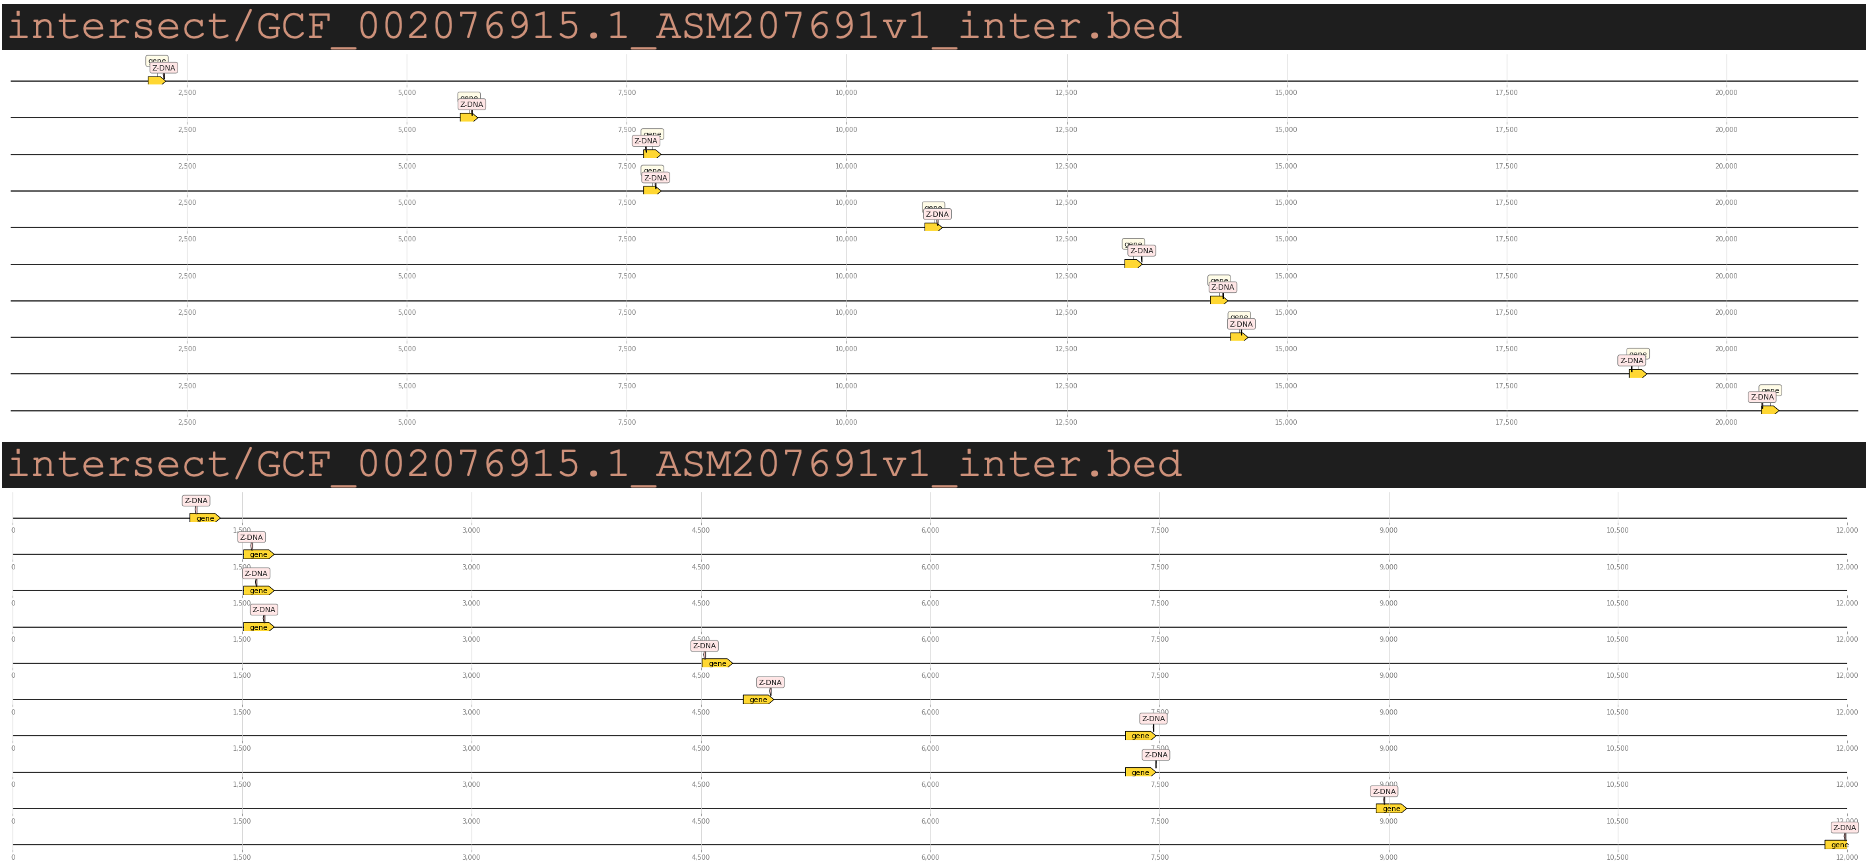 intersect/GCF_002076915.1_ASM207691v1_inter.bed
gene
Z-DNA
2,500 5,000 7,500 10,000 12,500 15,000 17,500 20,000
gene
Z-DNA
2,500 5,000 7,500 10,000 12,500 15,000 17,500 20,000
gene
Z-DNA
2,500 5,000 7,500 10,000 12,500 15,000 17,500 20,000
gene
Z-DNA
2,500 5,000 7,500 10,000 12,500 15,000 17,500 20,000
gene
Z-DNA
2,500 5,000 7,500 10,000 12,500 15,000 17,500 20,000
gene
Z-DNA
2,500 5,000 7,500 10,000 12,500 15,000 17,500 20,000
gene
Z-DNA
2,500 5,000 7,500 10,000 12,500 15,000 17,500 20,000
gene
Z-DNA
2,500 5,000 7,500 10,000 12,500 15,000 17,500 20,000
gene
Z-DNA
2,500 5,000 7,500 10,000 12,500 15,000 17,500 20,000
gene
Z-DNA
2,500 5,000 7,500 10,000 12,500 15,000 17,500 20,000
intersect/GCF_002076915.1_ASM207691v1_inter.bed
Z-DNA
gene
0 1,500 3,000 4,500 6,000 7,500 9,000 10,500 12,000
Z-DNA
gene
0 1,500 3,000 4,500 6,000 7,500 9,000 10,500 12,000
Z-DNA
gene
0 1,500 3,000 4,500 6,000 7,500 9,000 10,500 12,000
Z-DNA
gene
0 1,500 3,000 4,500 6,000 7,500 9,000 10,500 12,000
Z-DNA
gene
0 1,500 3,000 4,500 6,000 7,500 9,000 10,500 12,000
Z-DNA
gene
0 1,500 3,000 4,500 6,000 7,500 9,000 10,500 12,000
Z-DNA
gene
0 1,500 3,000 4,500 6,000 7,500 9,000 10,500 12,000
Z-DNA
gene
0 1,500 3,000 4,500 6,000 7,500 9,000 10,500 12,000
Z-DNA
gene
0 1,500 3,000 4,500 6,000 7,500 9,000 10,500 12,000
Z-DNA
gene
0 1,500 3,000 4,500 6,000 7,500 9,000 10,500 12,000